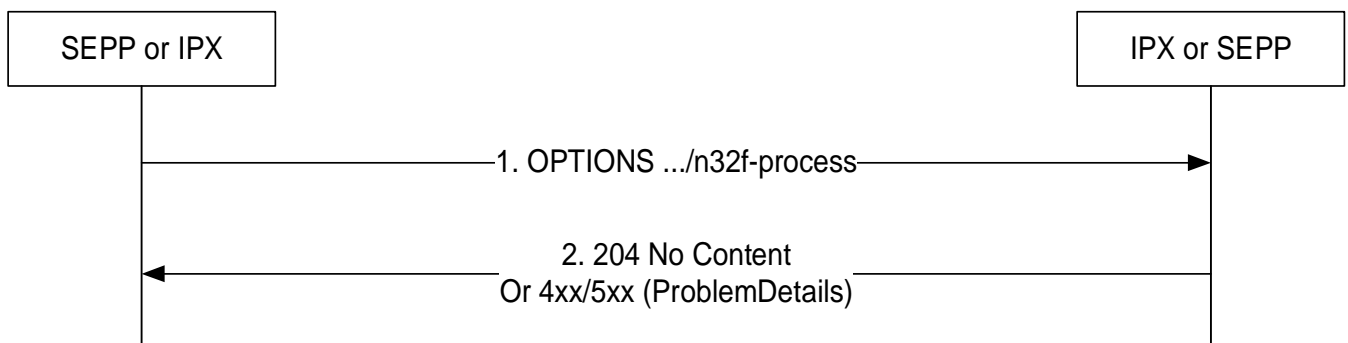 SEPP or IPX
IPX or SEPP
1. OPTIONS .../n32f-process
2. 204 No Content
Or 4xx/5xx (ProblemDetails)